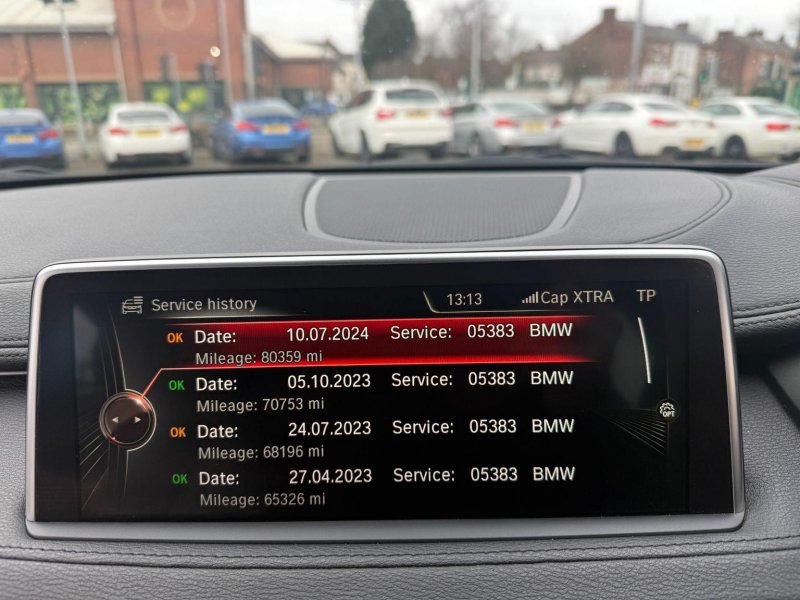 Service history 13:13 Cap XTRA TP
OK Date: 10.07.2024 Service: 05383 BMW
Mileage: 80359 mi
OK Date: 05.10.2023 Service: 05383 BMW
Mileage: 70753 mi
OK Date: 24.07.2023 Service: 05383 BMW
Mileage: 68196 mi
OK Date: 27.04.2023 Service: 05383 BMW
Mileage: 65326 mi
OPT